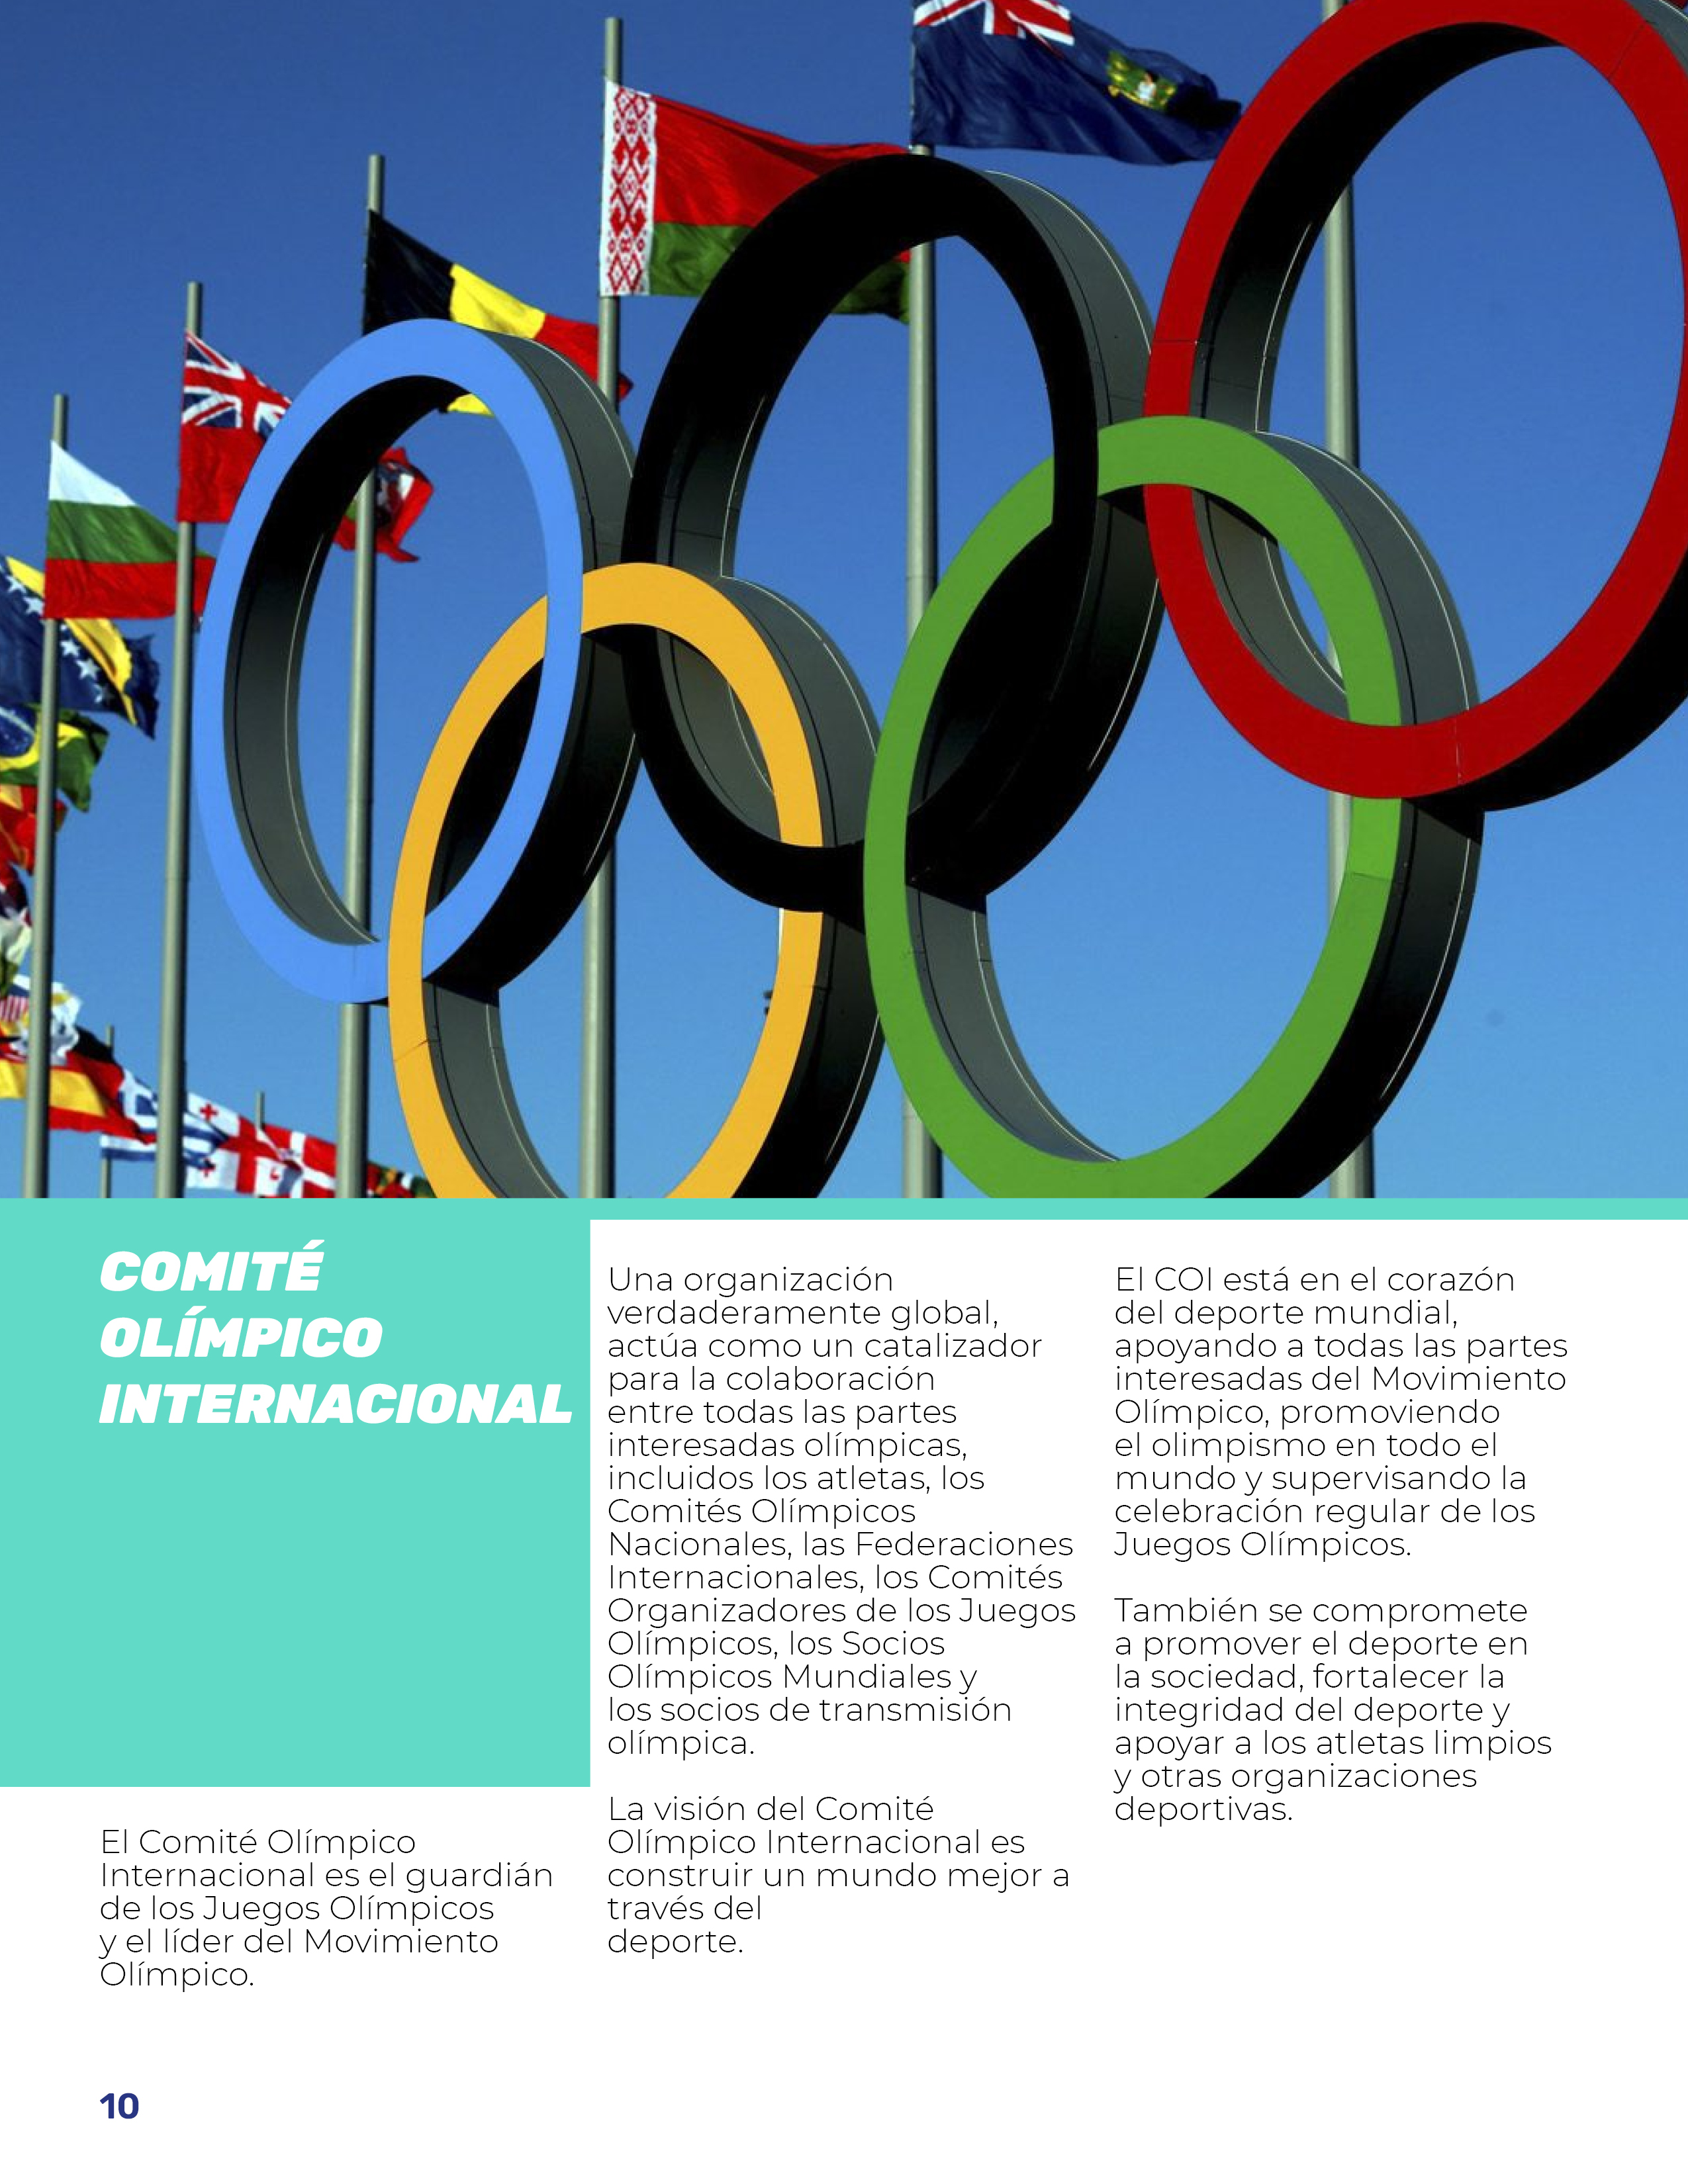 COMITÉ
OLÍMPICO
INTERNACIONAL
El Comité Olímpico
Internacional es el guardián
de los Juegos Olímpicos
y el líder del Movimiento
Olímpico.
Una organización
verdaderamente global,
actúa como un catalizador
para la colaboración
entre todas las partes
interesadas olímpicas,
incluidos los atletas, los
Comités Olímpicos
Nacionales, las Federaciones
Internacionales, los Comités
Organizadores de los Juegos
Olímpicos, los Socios
Olímpicos Mundiales y
los socios de transmisión
olímpica.
La visión del Comité
Olímpico Internacional es
construir un mundo mejor a
través del
deporte.
El COI está en el corazón
del deporte mundial,
apoyando a todas las partes
interesadas del Movimiento
Olímpico, promoviendo
el olimpismo en todo el
mundo y supervisando la
celebración regular de los
Juegos Olímpicos.
También se compromete
a promover el deporte en
la sociedad, fortalecer la
integridad del deporte y
apoyar a los atletas limpios
y otras organizaciones
deportivas.
10